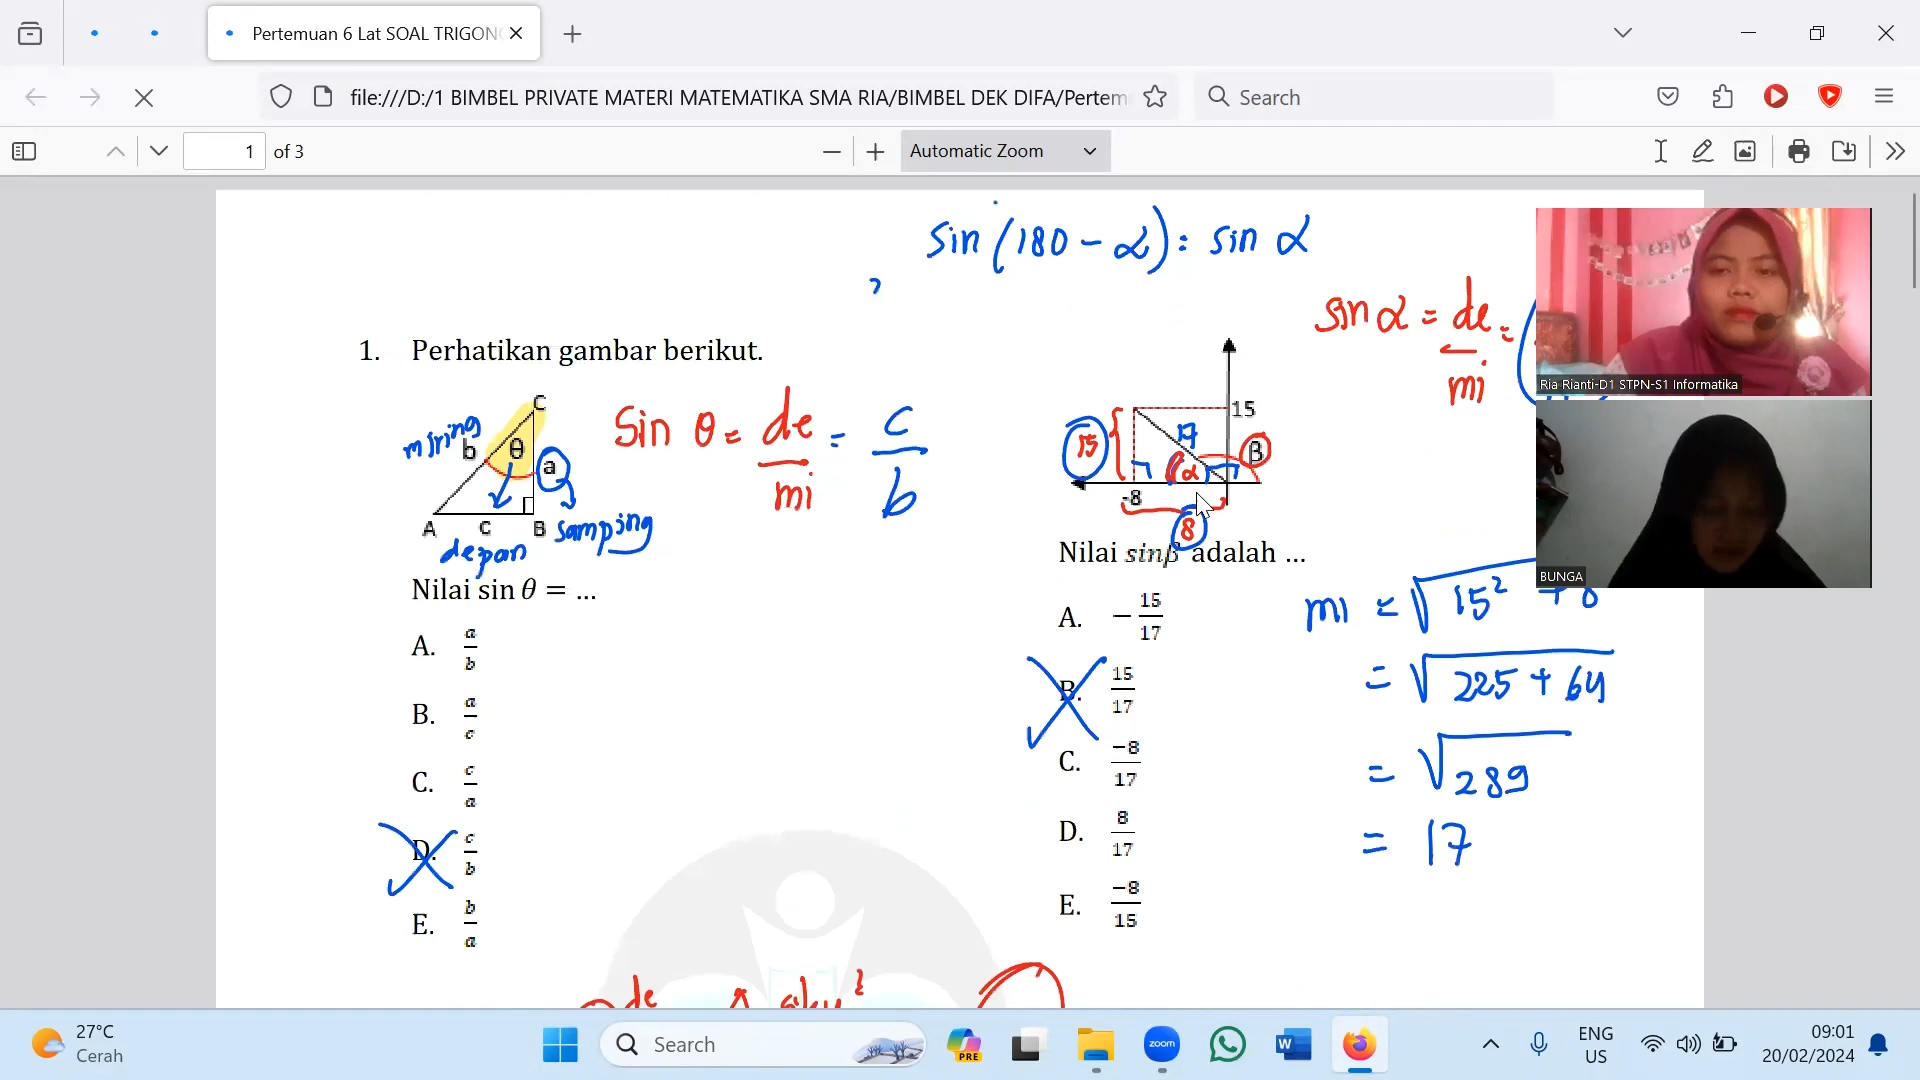 Pertemuan 6 Lat SOAL TRIGON
file:///D:/1 BIMBEL PRIVATE MATERI MATEMATIKA SMA RIA/BIMBEL DEK DIFA/Pertem
Search
1 of 3
Automatic Zoom
sin (180 - α) = sin α
sin α = de =
mi
1. Perhatikan gambar berikut.
C
miring
b θ a
A C B
depan samping
Sin θ = de = c
mi b
Nilai sin θ = ...
A. a/b
B. a/c
C. c/a
D. c/b
E. b/a
15
15 17 β
α
-8
8
Nilai sinβ adalah ...
A. −15/17
B. 15/17
C. −8/17
D. 8/17
E. −8/15
mi = √15² + 8
= √225 + 64
= √289
= 17
de
Ria Rianti-D1 STPN-S1 Informatika
BUNGA
27°C
Cerah
Search
PRE
zoom
W
ENG
US
09:01
20/02/2024